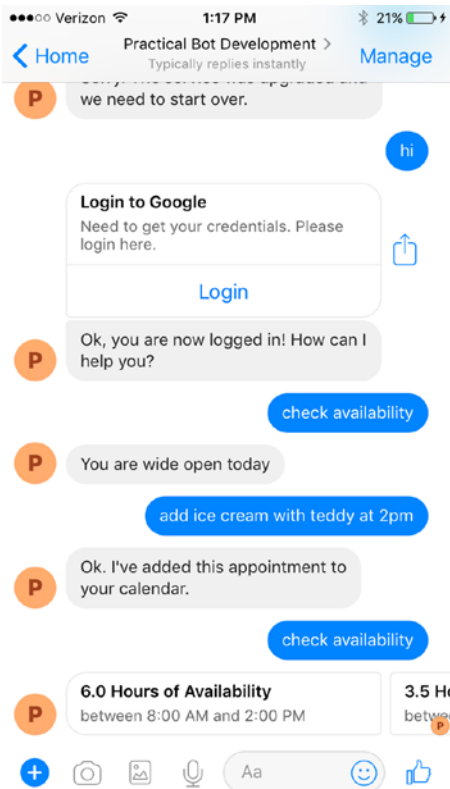 Verizon 1:17 PM 21%
Home Practical Bot Development > Manage
Typically replies instantly
we need to start over.
P
hi
Login to Google
Need to get your credentials. Please
login here.
Login
Ok, you are now logged in! How can I
help you?
P
check availability
P You are wide open today
add ice cream with teddy at 2pm
Ok. I've added this appointment to
your calendar.
P
check availability
6.0 Hours of Availability 3.5 Ho
between 8:00 AM and 2:00 PM betwe
P P
Aa